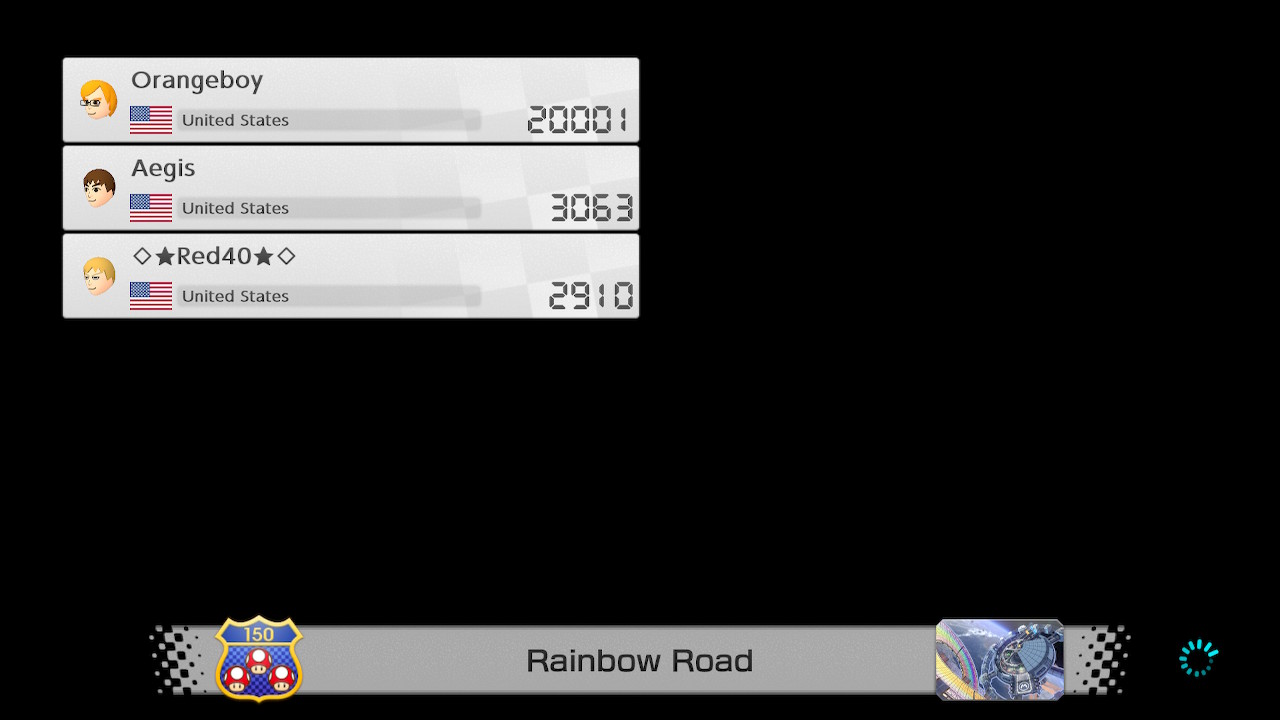 Orangeboy
United States 20001
Aegis
United States 3063
◇★Red40★◇
United States 2910
150
Rainbow Road